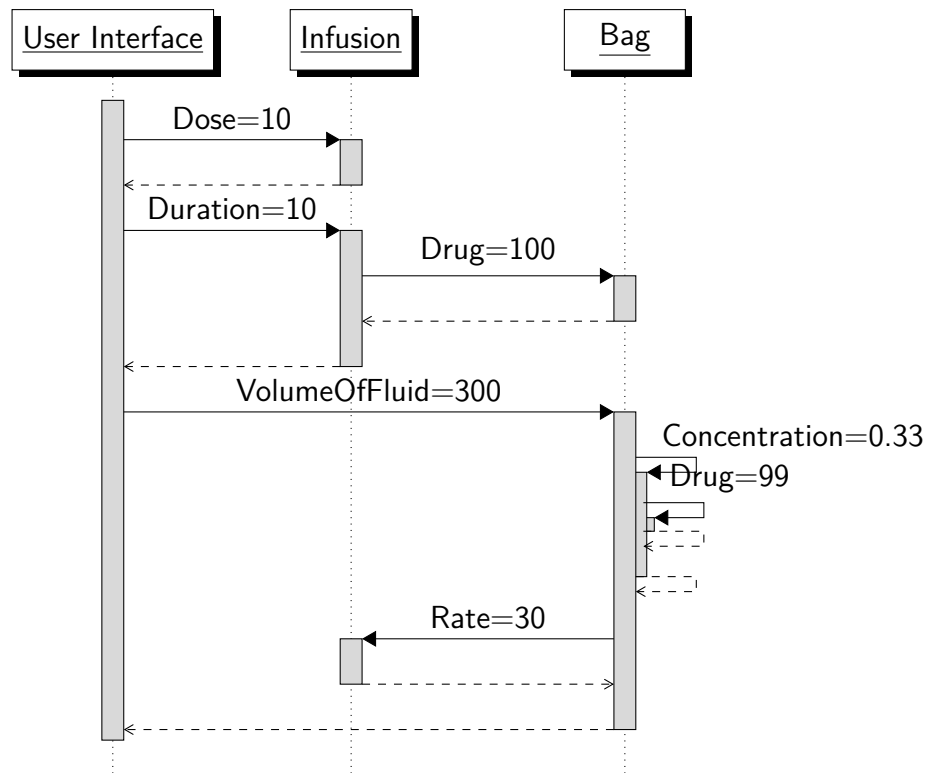 User Interface
Infusion
Bag
Dose=10
Duration=10
Drug=100
VolumeOfFluid=300
Concentration=0.33
Drug=99
Rate=30